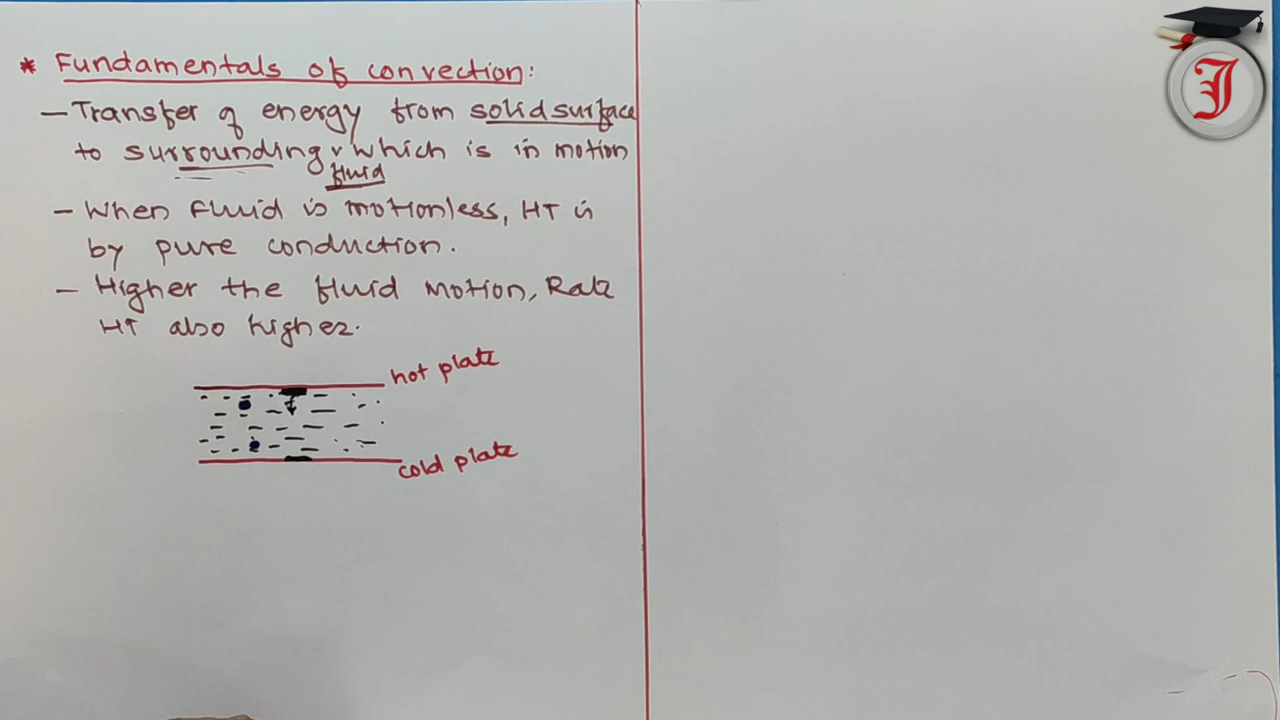 * Fundamentals of convection:
- Transfer of energy from solid surface
to surrounding which is in motion
fluid
- When fluid is motionless, HT is
by pure conduction.
- Higher the fluid motion, Rate
HT also higher.
hot plate
cold plate
J